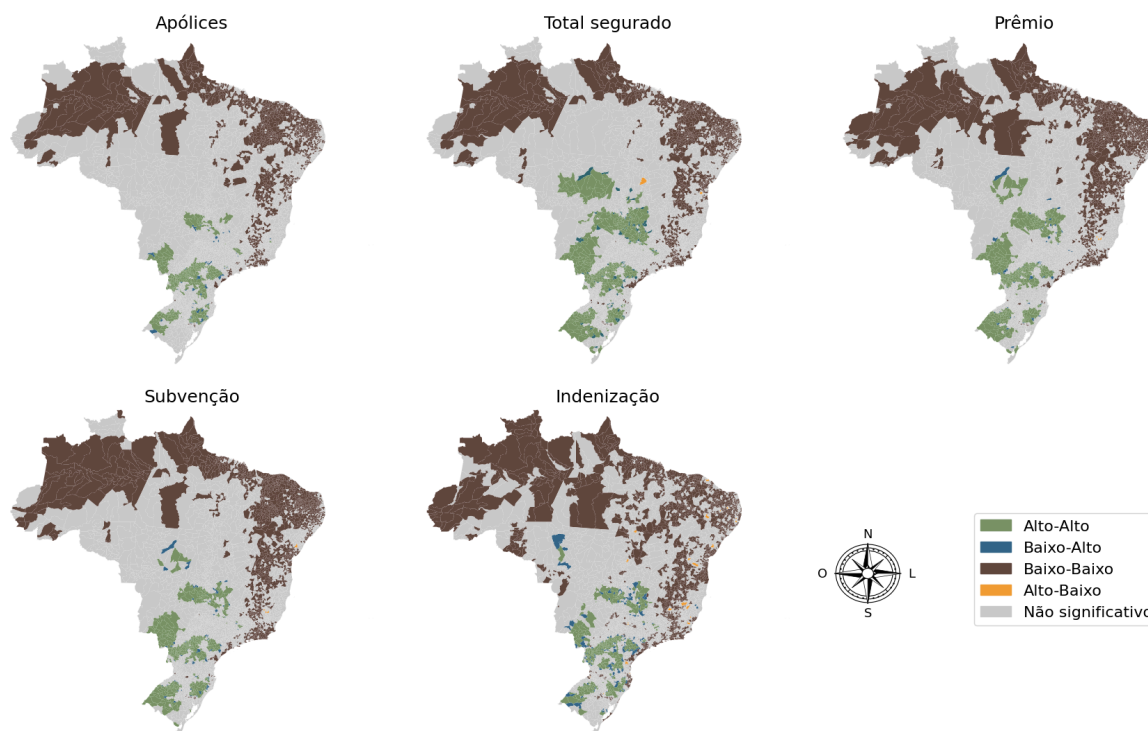 Apólices
Total segurado
Prêmio
Subvenção
Indenização
N
O
L
S
Alto-Alto
Baixo-Alto
Baixo-Baixo
Alto-Baixo
Não significativo